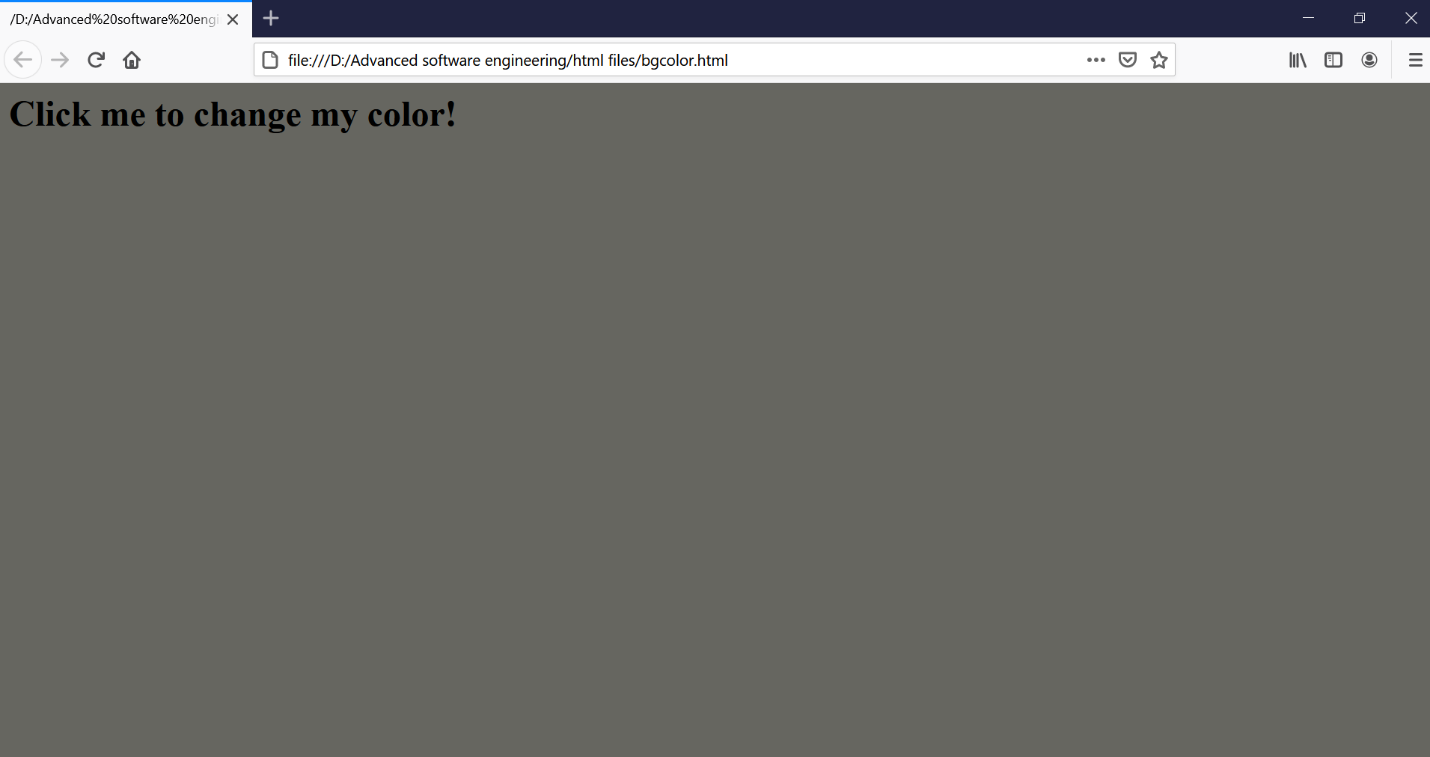 /D:/Advanced%20software%20engi
file:///D:/Advanced software engineering/html files/bgcolor.html
Click me to change my color!